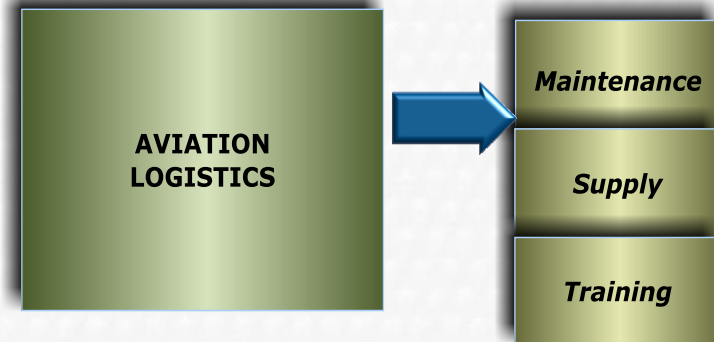 AVIATION
LOGISTICS
Maintenance
Supply
Training